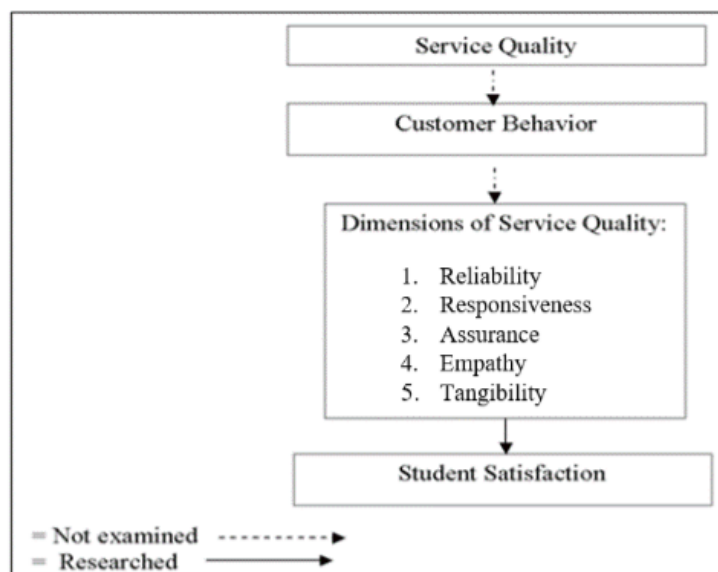 Service Quality
Customer Behavior
Dimensions of Service Quality:
1. Reliability
2. Responsiveness
3. Assurance
4. Empathy
5. Tangibility
Student Satisfaction
= Not examined
= Researched